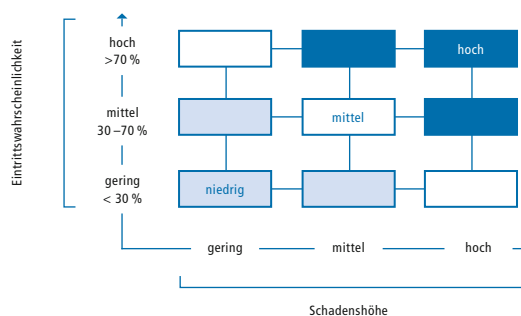 Eintrittswahrscheinlichkeit
hoch
>70 %
hoch
mittel
30 –70 %
mittel
gering
< 30 %
niedrig
gering
mittel
hoch
Schadenshöhe